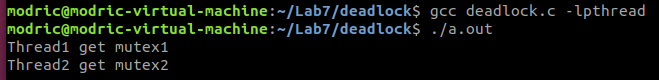 modric@modric-virtual-machine:~/Lab7/deadlock$ gcc deadlock.c -lpthread
modric@modric-virtual-machine:~/Lab7/deadlock$ ./a.out
Thread1 get mutex1
Thread2 get mutex2